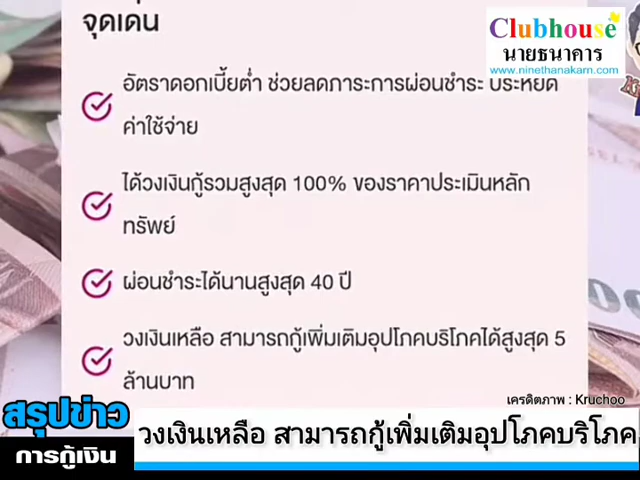 จุดเด่น
Clubhouse
นายธนาคาร
www.ninethanakarn.com
อัตราดอกเบี้ยต่ำ ช่วยลดภาระการผ่อนชำระ ประหยัด
ค่าใช้จ่าย
ได้วงเงินกู้รวมสูงสุด 100% ของราคาประเมินหลัก
ทรัพย์
ผ่อนชำระได้นานสูงสุด 40 ปี
วงเงินเหลือ สามารถกู้เพิ่มเติมอุปโภคบริโภคได้สูงสุด 5
ล้านบาท
เครดิตภาพ : Kruchoo
สรุปข่าว
การกู้เงิน
วงเงินเหลือ สามารถกู้เพิ่มเติมอุปโภคบริโภค